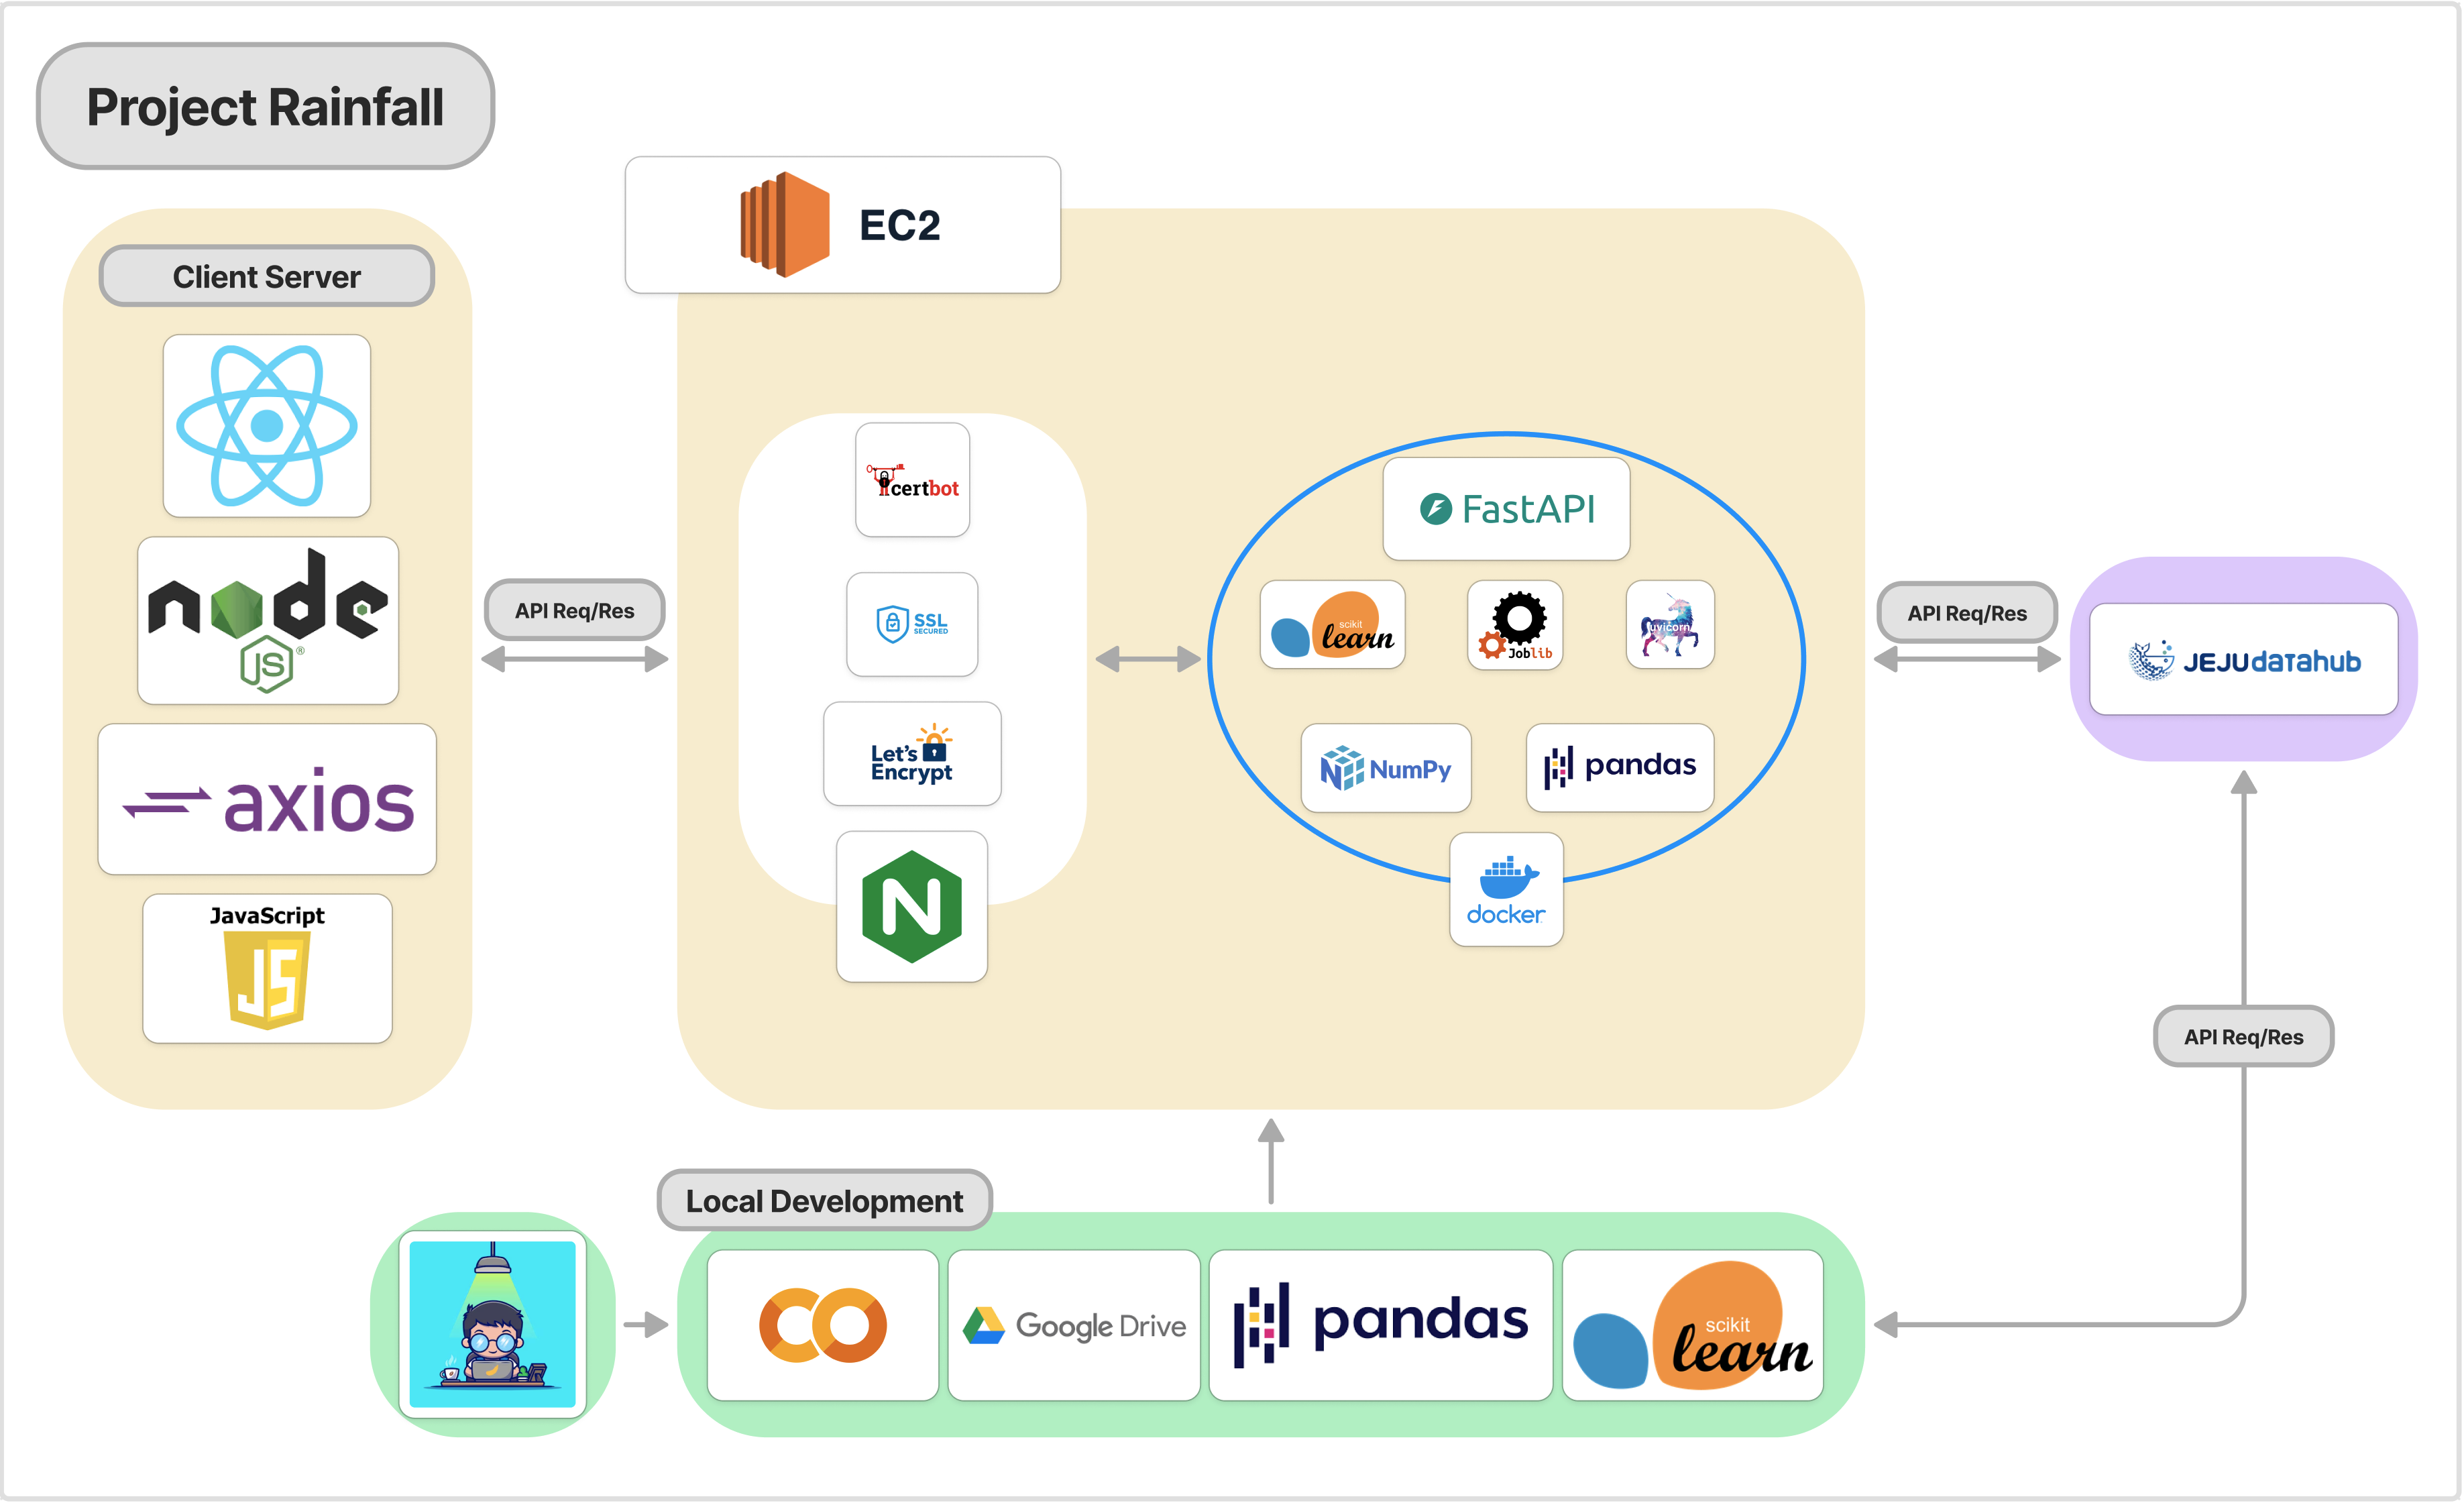 Project Rainfall
EC2
Client Server
node
JS
®
axios
JavaScript
JS
API Req/Res
certbot
SSL
SECURED
Let's
Encrypt
N
FastAPI
scikit
learn
Joblib
uvicorn
NumPy
pandas
docker
API Req/Res
JEJUdatahub
API Req/Res
Local Development
Google Drive
pandas
scikit
learn